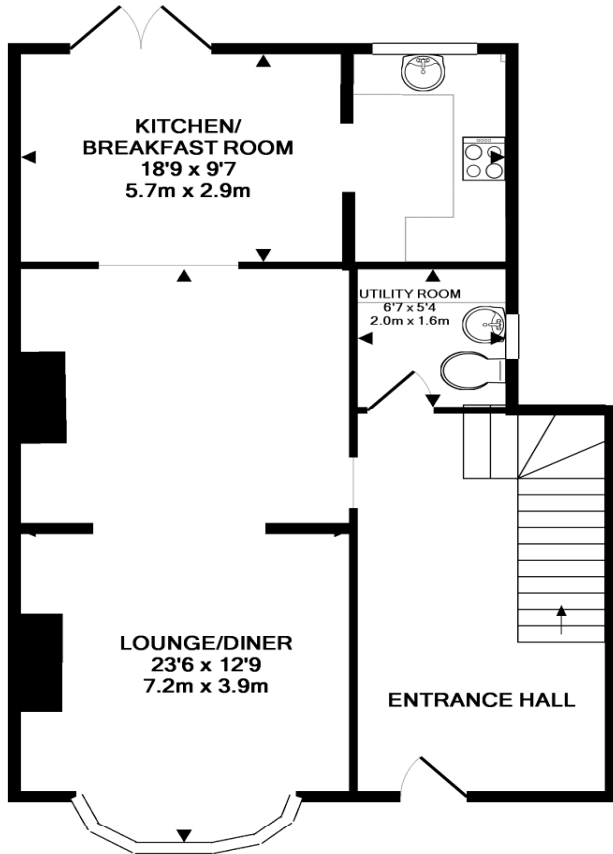 KITCHEN/
BREAKFAST ROOM
18'9 x 9'7
5.7m x 2.9m
UTILITY ROOM
6'7 x 5'4
2.0m x 1.6m
LOUNGE/DINER
23'6 x 12'9
7.2m x 3.9m
ENTRANCE HALL